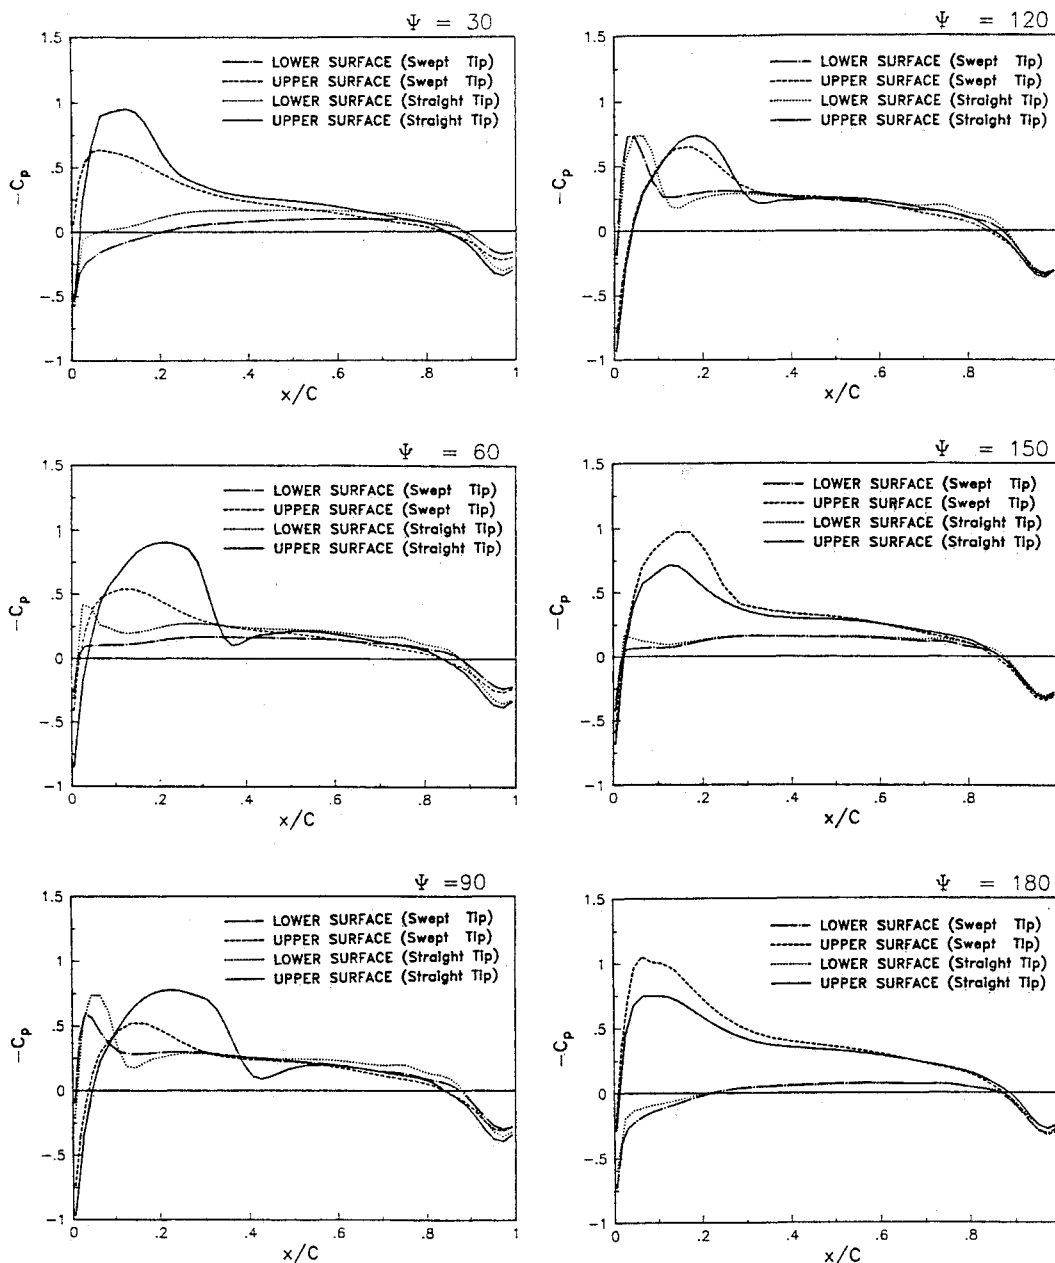 Ψ = 30
1.5
LOWER SURFACE (Swept Tip)
UPPER SURFACE (Swept Tip)
LOWER SURFACE (Straight Tip)
UPPER SURFACE (Straight Tip)
1
.5
0
-.5
-1
-Cp
0 .2 .4 .6 .8 1
x/C
Ψ = 120
1.5
LOWER SURFACE (Swept Tip)
UPPER SURFACE (Swept Tip)
LOWER SURFACE (Straight Tip)
UPPER SURFACE (Straight Tip)
1
.5
0
-.5
-1
-Cp
0 .2 .4 .6 .8
x/C
Ψ = 60
1.5
LOWER SURFACE (Swept Tip)
UPPER SURFACE (Swept Tip)
LOWER SURFACE (Straight Tip)
UPPER SURFACE (Straight Tip)
1
.5
0
-.5
-1
-Cp
0 .2 .4 .6 .8 1
x/C
Ψ = 150
1.5
LOWER SURFACE (Swept Tip)
UPPER SURFACE (Swept Tip)
LOWER SURFACE (Straight Tip)
UPPER SURFACE (Straight Tip)
1
.5
0
-.5
-1
-Cp
0 .2 .4 .6 .8
x/C
Ψ =90
1.5
LOWER SURFACE (Swept Tip)
UPPER SURFACE (Swept Tip)
LOWER SURFACE (Straight Tip)
UPPER SURFACE (Straight Tip)
1
.5
0
-.5
-1
-Cp
0 .2 .4 .6 .8 1
x/C
Ψ = 180
1.5
LOWER SURFACE (Swept Tip)
UPPER SURFACE (Swept Tip)
LOWER SURFACE (Straight Tip)
UPPER SURFACE (Straight Tip)
1
.5
0
-.5
-1
-Cp
0 .2 .4 .6 .8
x/C